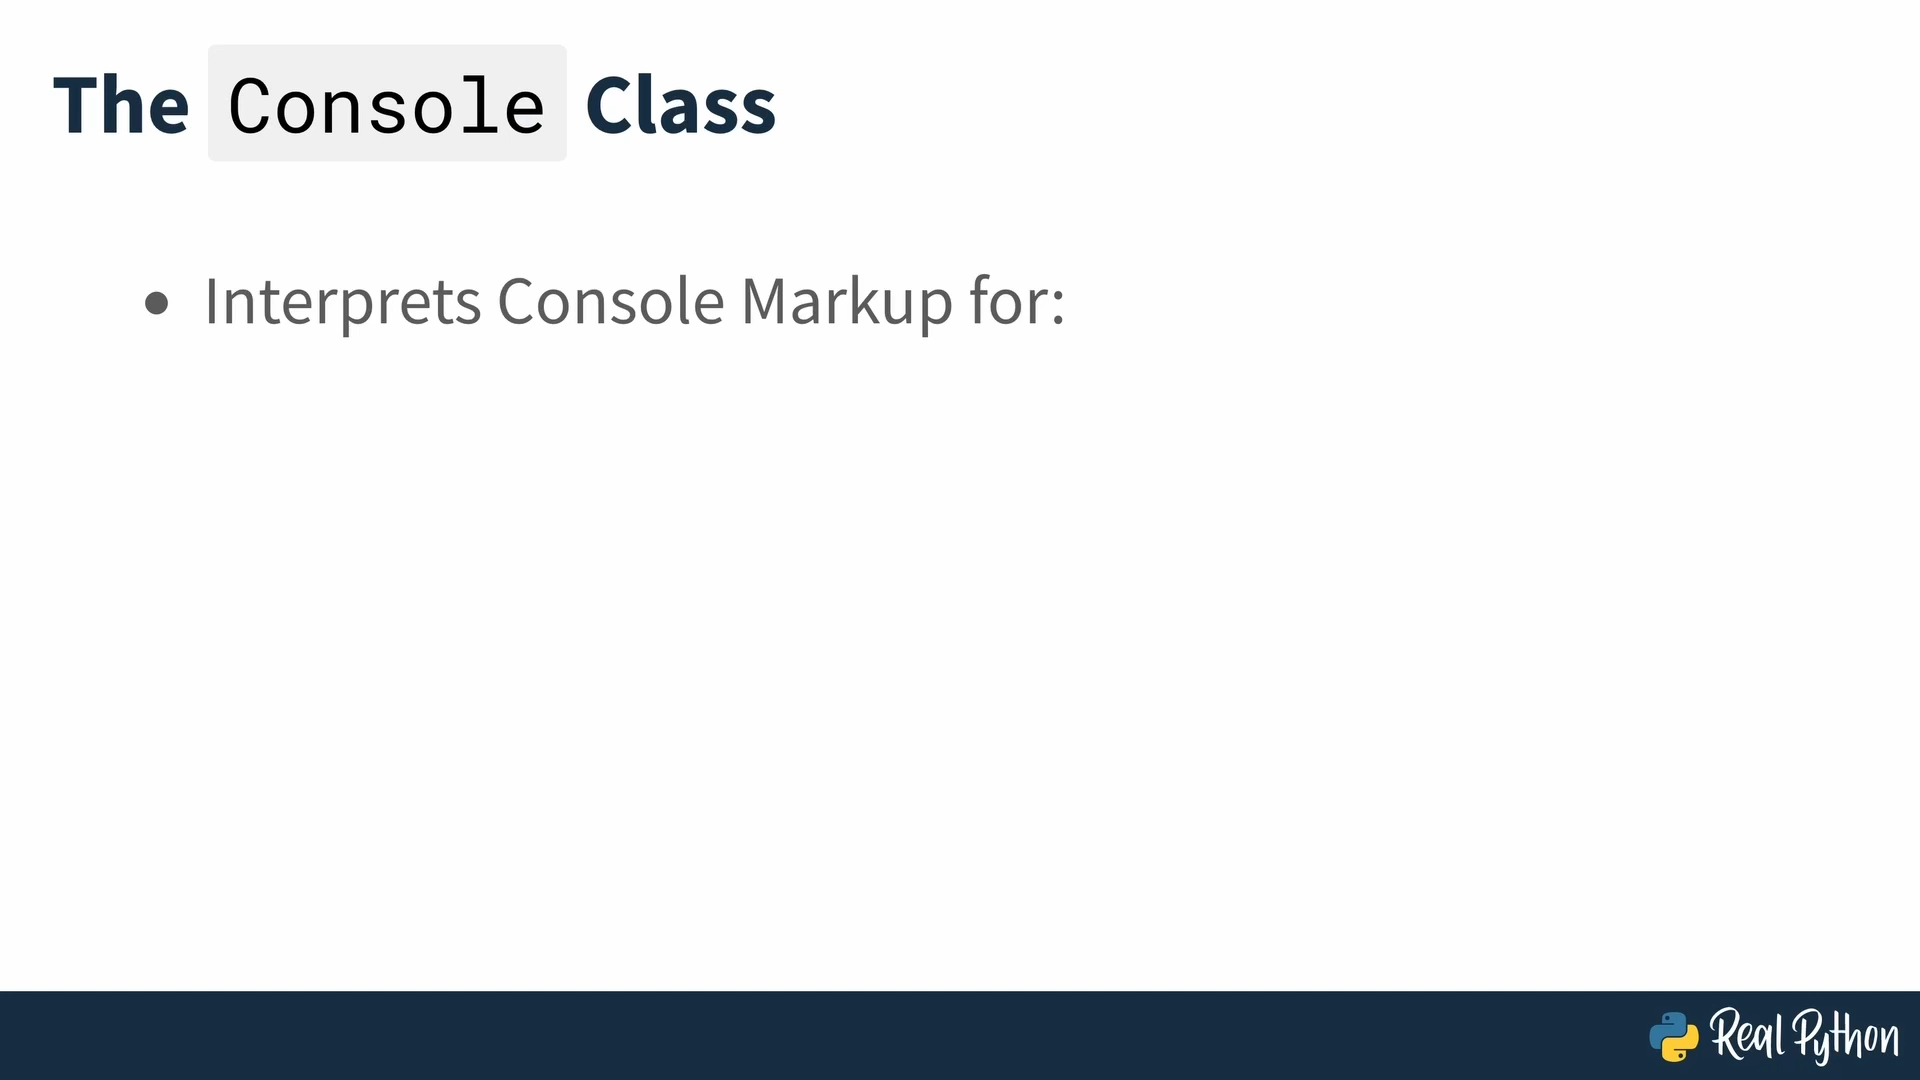 The Console Class
• Interprets Console Markup for:
Real Python